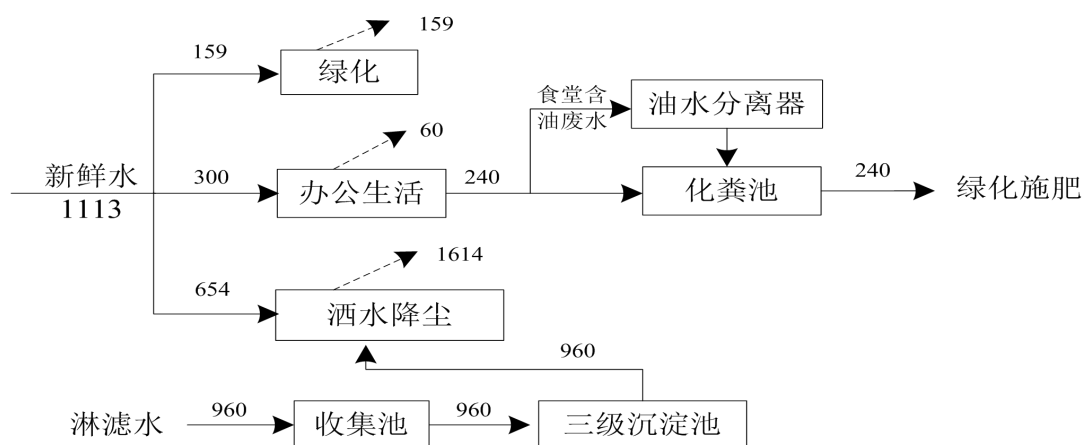 159
159
绿化
食堂含
油废水
油水分离器
60
新鲜水
1113
300
办公生活
240
化粪池
240
绿化施肥
1614
654
洒水降尘
960
淋滤水
960
收集池
960
三级沉淀池